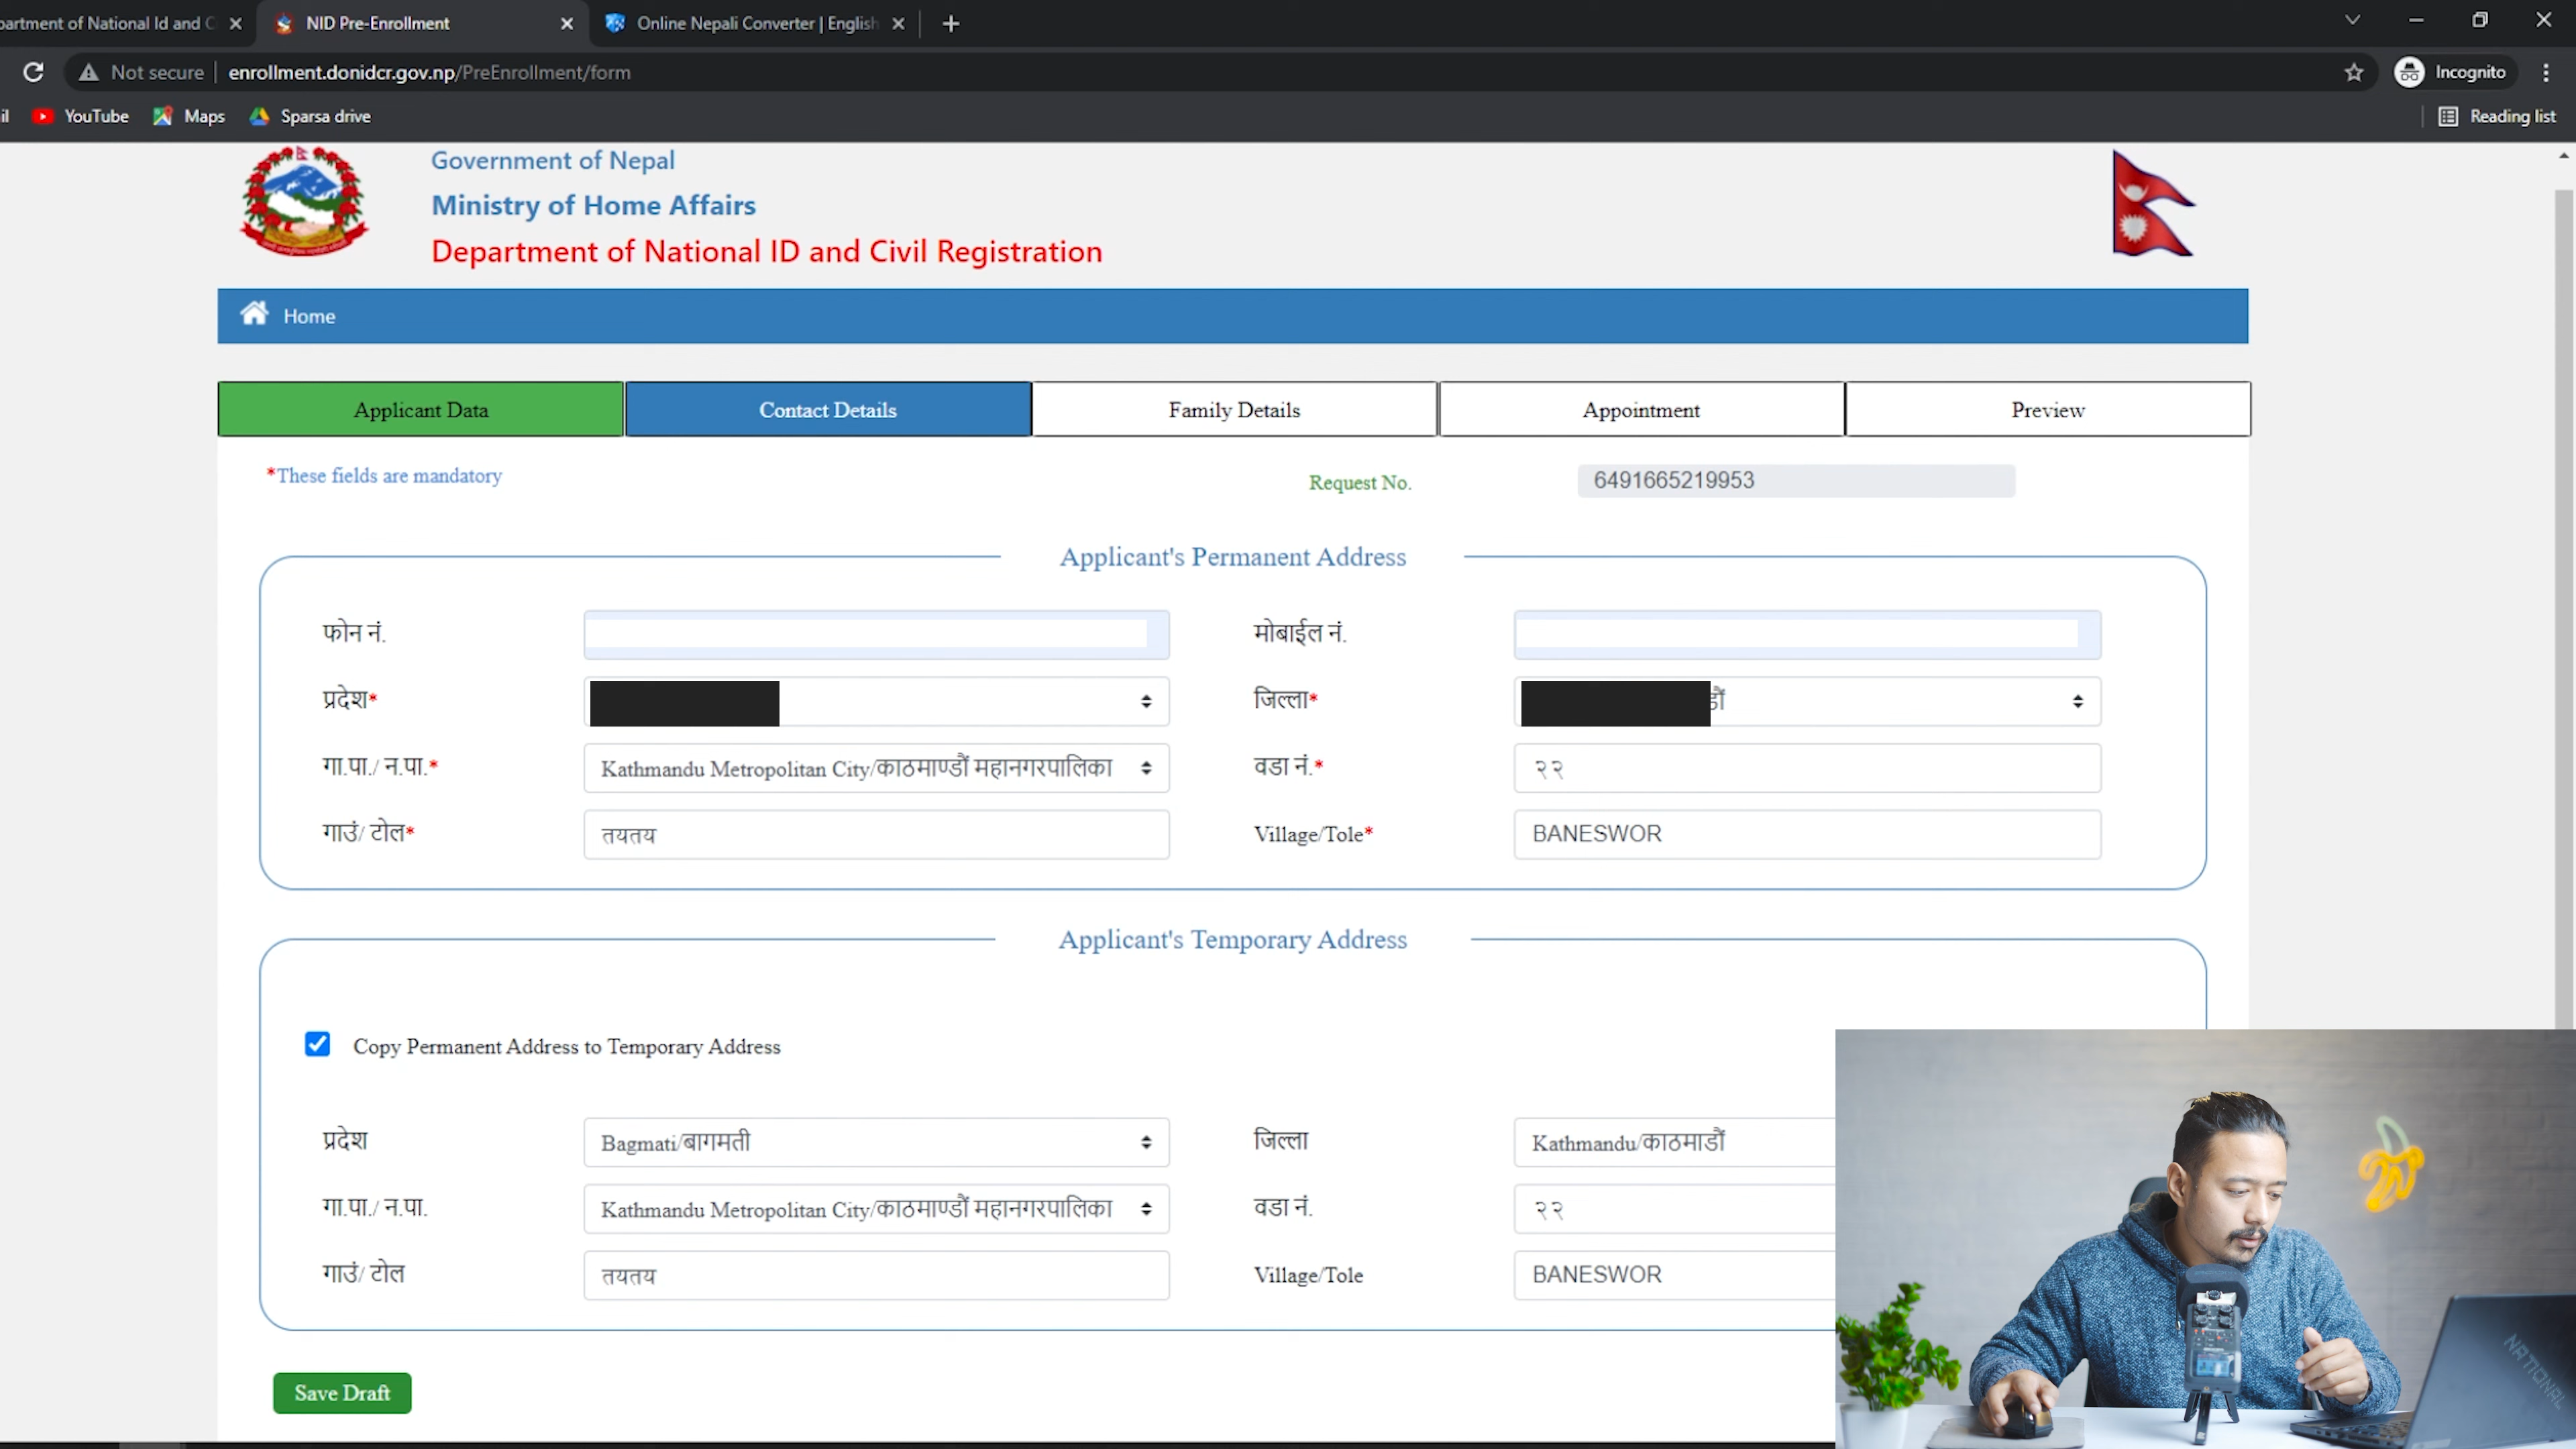 partment of National Id and C
NID Pre-Enrollment
Online Nepali Converter | English
Not secure
enrollment.donidcr.gov.np/PreEnrollment/form
Incognito
il
YouTube
Maps
Sparsa drive
Reading list
Government of Nepal
Ministry of Home Affairs
Department of National ID and Civil Registration
Home
Applicant Data
Contact Details
Family Details
Appointment
Preview
*These fields are mandatory
Request No.
6491665219953
Applicant's Permanent Address
फोन नं.
मोबाईल नं.
प्रदेश*
जिल्ला*
डौं
गा.पा./ न.पा.*
Kathmandu Metropolitan City/काठमाण्डौं महानगरपालिका
वडा नं.*
२२
गाउं/ टोल*
तयतय
Village/Tole*
BANESWOR
Applicant's Temporary Address
Copy Permanent Address to Temporary Address
प्रदेश
Bagmati/बागमती
जिल्ला
Kathmandu/काठमाडौं
गा.पा./ न.पा.
Kathmandu Metropolitan City/काठमाण्डौं महानगरपालिका
वडा नं.
२२
गाउं/ टोल
तयतय
Village/Tole
BANESWOR
Save Draft
NATIONAL